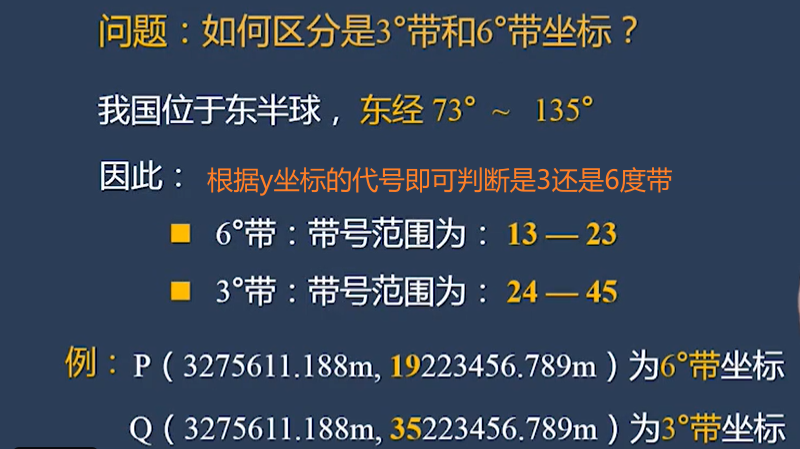 问题：如何区分是3°带和6°带坐标？
我国位于东半球，东经 73° ~ 135°
因此：根据y坐标的代号即可判断是3还是6度带
■ 6°带：带号范围为：13 — 23
■ 3°带：带号范围为：24 — 45
例：P（3275611.188m, 19223456.789m）为6°带坐标
Q（3275611.188m, 35223456.789m）为3°带坐标